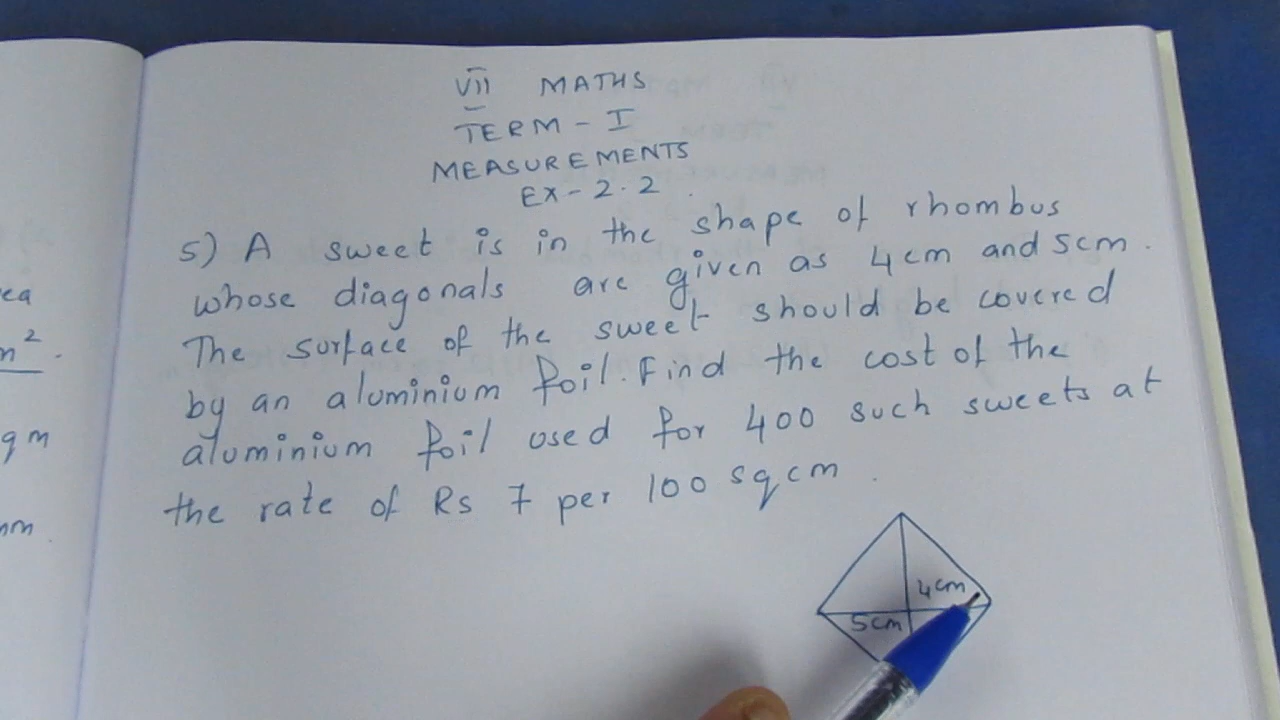 VII MATHS
TERM - I
MEASUREMENTS
EX - 2.2
5) A sweet is in the shape of rhombus
whose diagonals are given as 4cm and 5cm.
The surface of the sweet should be covered
by an aluminium foil. Find the cost of the
aluminium foil used for 400 such sweets at
the rate of Rs 7 per 100 sqcm.
4cm
5cm